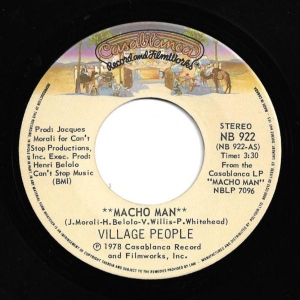 Casablanca
Record and FilmWorks
Prod: Jacques
Morali for Can't
Stop Productions,
Inc. Exec. Prod:
Henri Belolo
Can't Stop Music
(BMI)
STEREO
NB 922
(NB 922-AS)
Time: 3:30
From the
Casablanca LP
"MACHO MAN"
NBLP 7096
**MACHO MAN**
(J.Morali-H.Belolo-V.Willis-P.Whitehead)
VILLAGE PEOPLE
Ⓟ 1978 Casablanca Record
and FilmWorks, Inc.